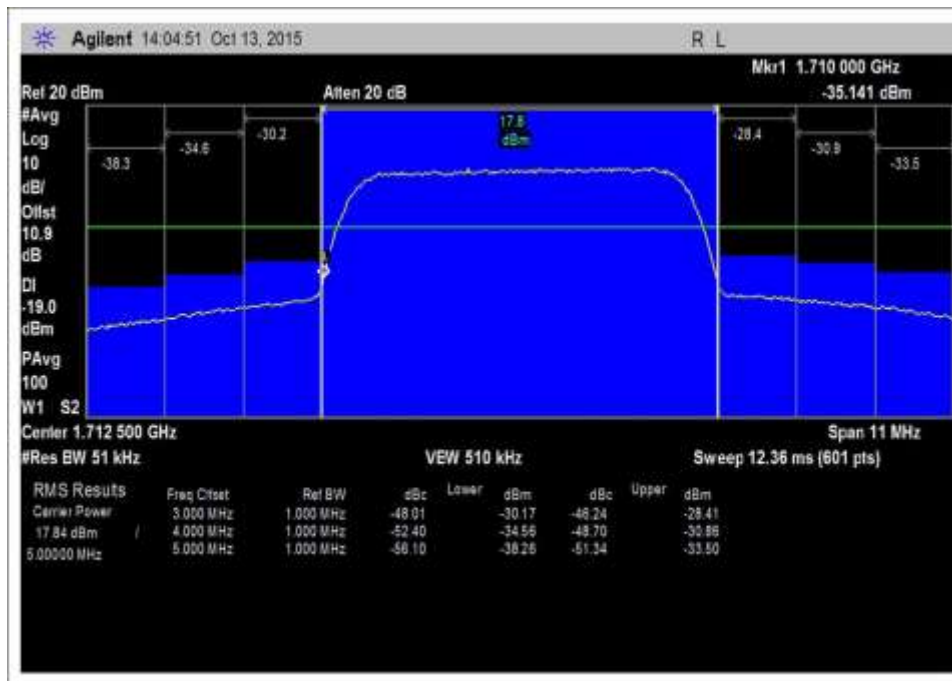 Agilent 14:04:51 Oct 13, 2015 R L
Mkr1 1.710 000 GHz
Ref 20 dBm Atten 20 dB -35.141 dBm
#Avg
Log
10
dB/
Offst
10.9
dB
DI
-19.0
dBm
PAvg
100
W1 S2
-38.3 -34.6 -30.2 17.8 dBm -28.4 -30.9 -33.5
Center 1.712 500 GHz Span 11 MHz
#Res BW 51 kHz VBW 510 kHz Sweep 12.36 ms (601 pts)
RMS Results Freq Offset Ref BW dBc Lower dBm dBc Upper dBm
Carrier Power 3.000 MHz 1.000 MHz -48.01 -30.17 -46.24 -28.41
17.84 dBm / 4.000 MHz 1.000 MHz -52.40 -34.56 -48.70 -30.86
5.00000 MHz 5.000 MHz 1.000 MHz -56.10 -38.26 -51.34 -33.50